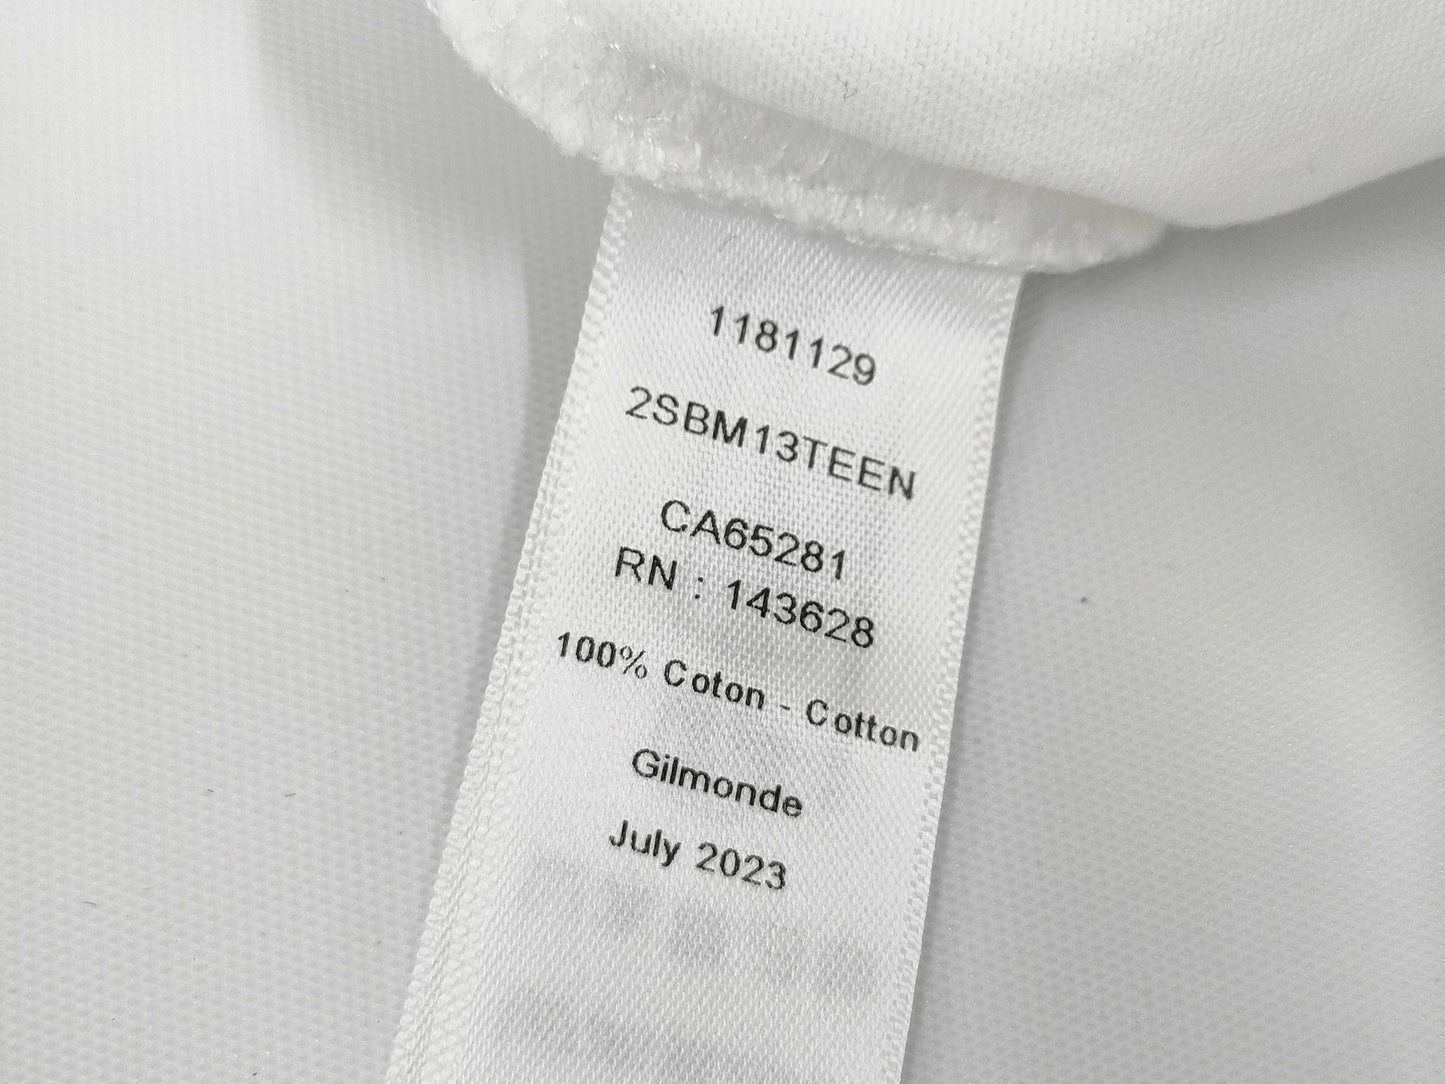 1181129
2SBM13TEEN
CA65281
RN : 143628
100% Coton - Cotton
Gilmonde
July 2023